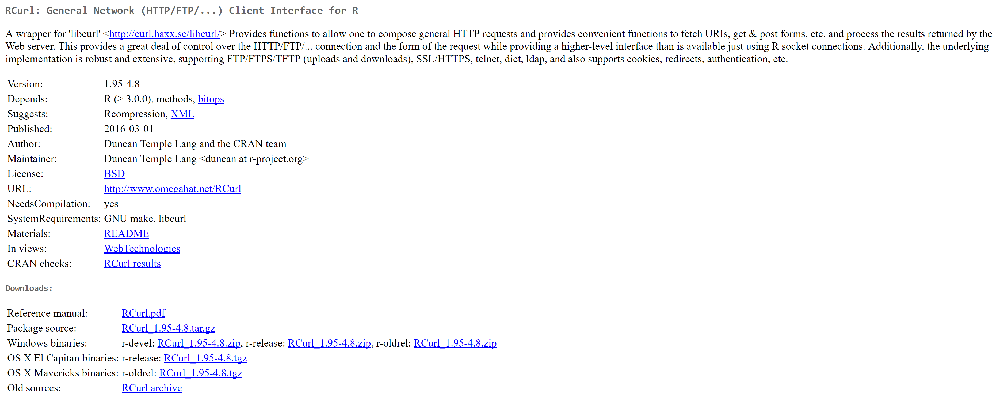 RCurl: General Network (HTTP/FTP/...) Client Interface for R
A wrapper for 'libcurl' <http://curl.haxx.se/libcurl/> Provides functions to allow one to compose general HTTP requests and provides convenient functions to fetch URIs, get & post forms, etc. and process the results returned by the
Web server. This provides a great deal of control over the HTTP/FTP/... connection and the form of the request while providing a higher-level interface than is available just using R socket connections. Additionally, the underlying
implementation is robust and extensive, supporting FTP/FTPS/TFTP (uploads and downloads), SSL/HTTPS, telnet, dict, ldap, and also supports cookies, redirects, authentication, etc.
Version: 1.95-4.8
Depends: R (≥ 3.0.0), methods, bitops
Suggests: Rcompression, XML
Published: 2016-03-01
Author: Duncan Temple Lang and the CRAN team
Maintainer: Duncan Temple Lang <duncan at r-project.org>
License: BSD
URL: http://www.omegahat.net/RCurl
NeedsCompilation: yes
SystemRequirements: GNU make, libcurl
Materials: README
In views: WebTechnologies
CRAN checks: RCurl results
Downloads:
Reference manual: RCurl.pdf
Package source: RCurl_1.95-4.8.tar.gz
Windows binaries: r-devel: RCurl_1.95-4.8.zip, r-release: RCurl_1.95-4.8.zip, r-oldrel: RCurl_1.95-4.8.zip
OS X El Capitan binaries: r-release: RCurl_1.95-4.8.tgz
OS X Mavericks binaries: r-oldrel: RCurl_1.95-4.8.tgz
Old sources: RCurl archive